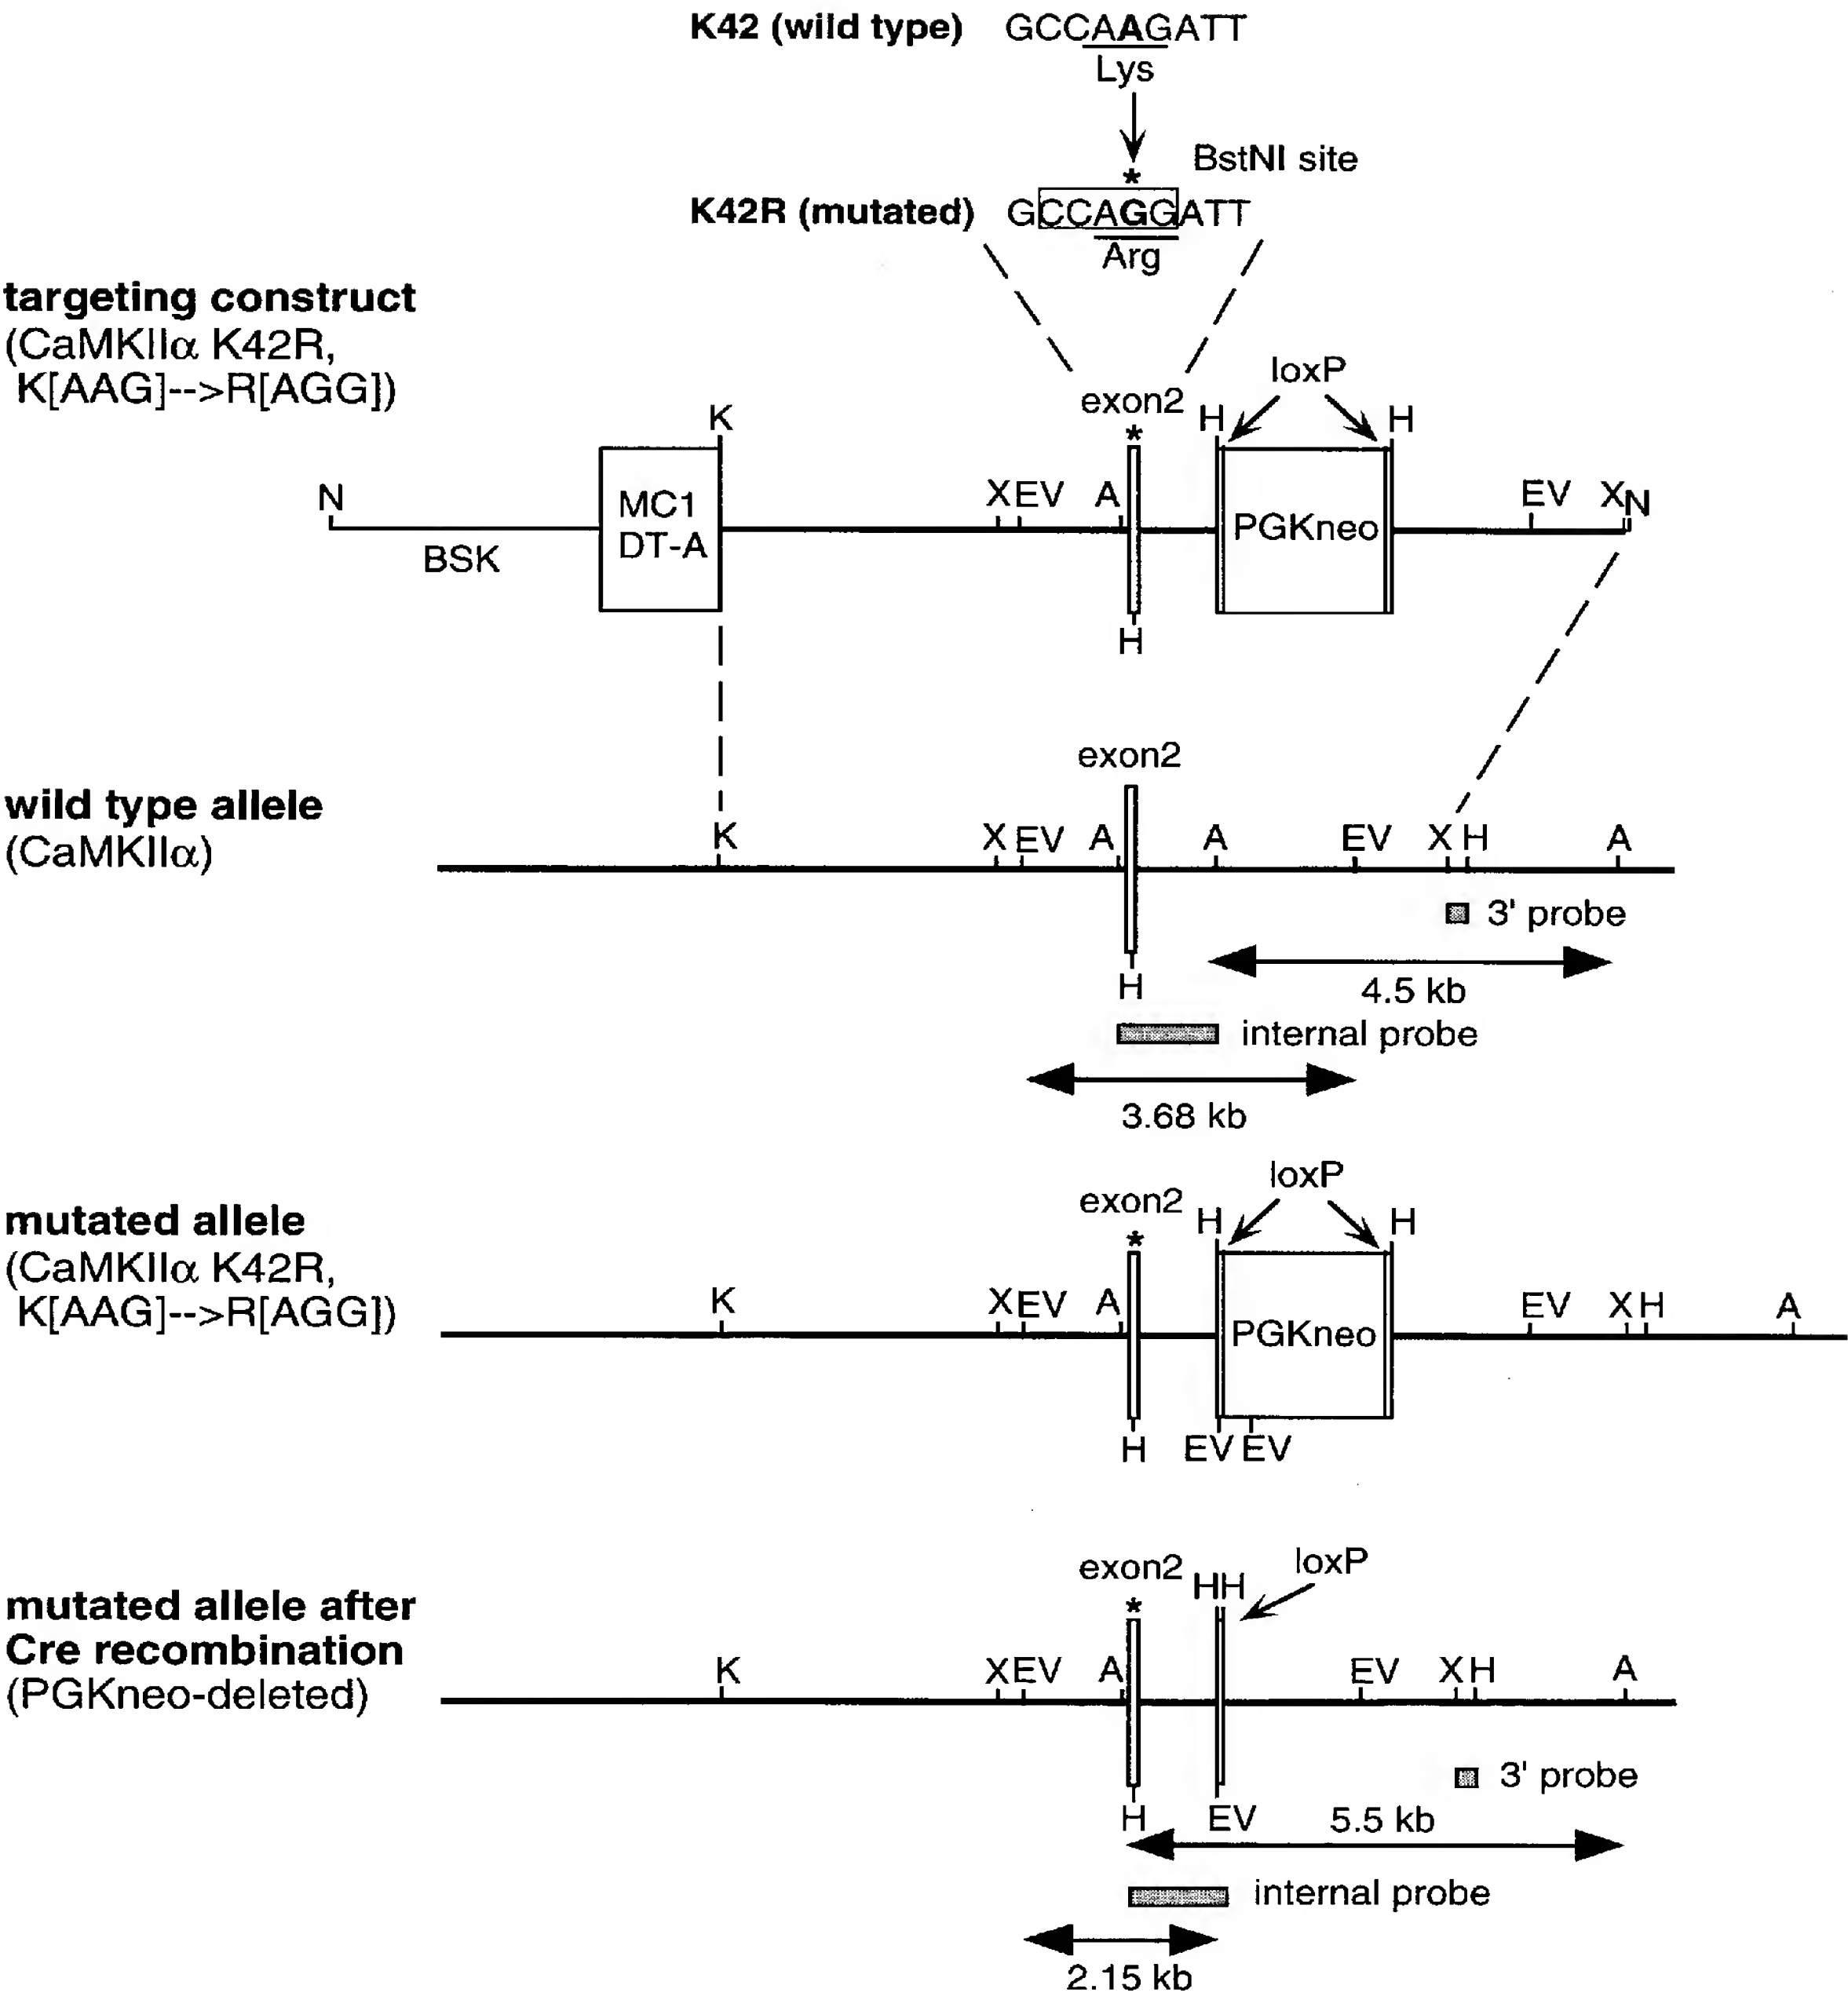 K42 (wild type) GCCAAGATT
Lys
BstNI site
*
K42R (mutated) GCCAGGATT
Arg
targeting construct
(CaMKIIα K42R,
K[AAG]-->R[AGG])
loxP
exon2
K * H H
N MC1 DT-A X EV A PGKneo EV X N
BSK
H
exon2
wild type allele
(CaMKIIα)
K X EV A A EV X H A
3' probe
H
4.5 kb
internal probe
3.68 kb
loxP
exon2
mutated allele
(CaMKIIα K42R,
K[AAG]-->R[AGG])
* H H
K X EV A PGKneo EV X H A
H EV EV
exon2 HH loxP
*
mutated allele after
Cre recombination
(PGKneo-deleted)
K X EV A EV X H A
3' probe
H EV 5.5 kb
internal probe
2.15 kb